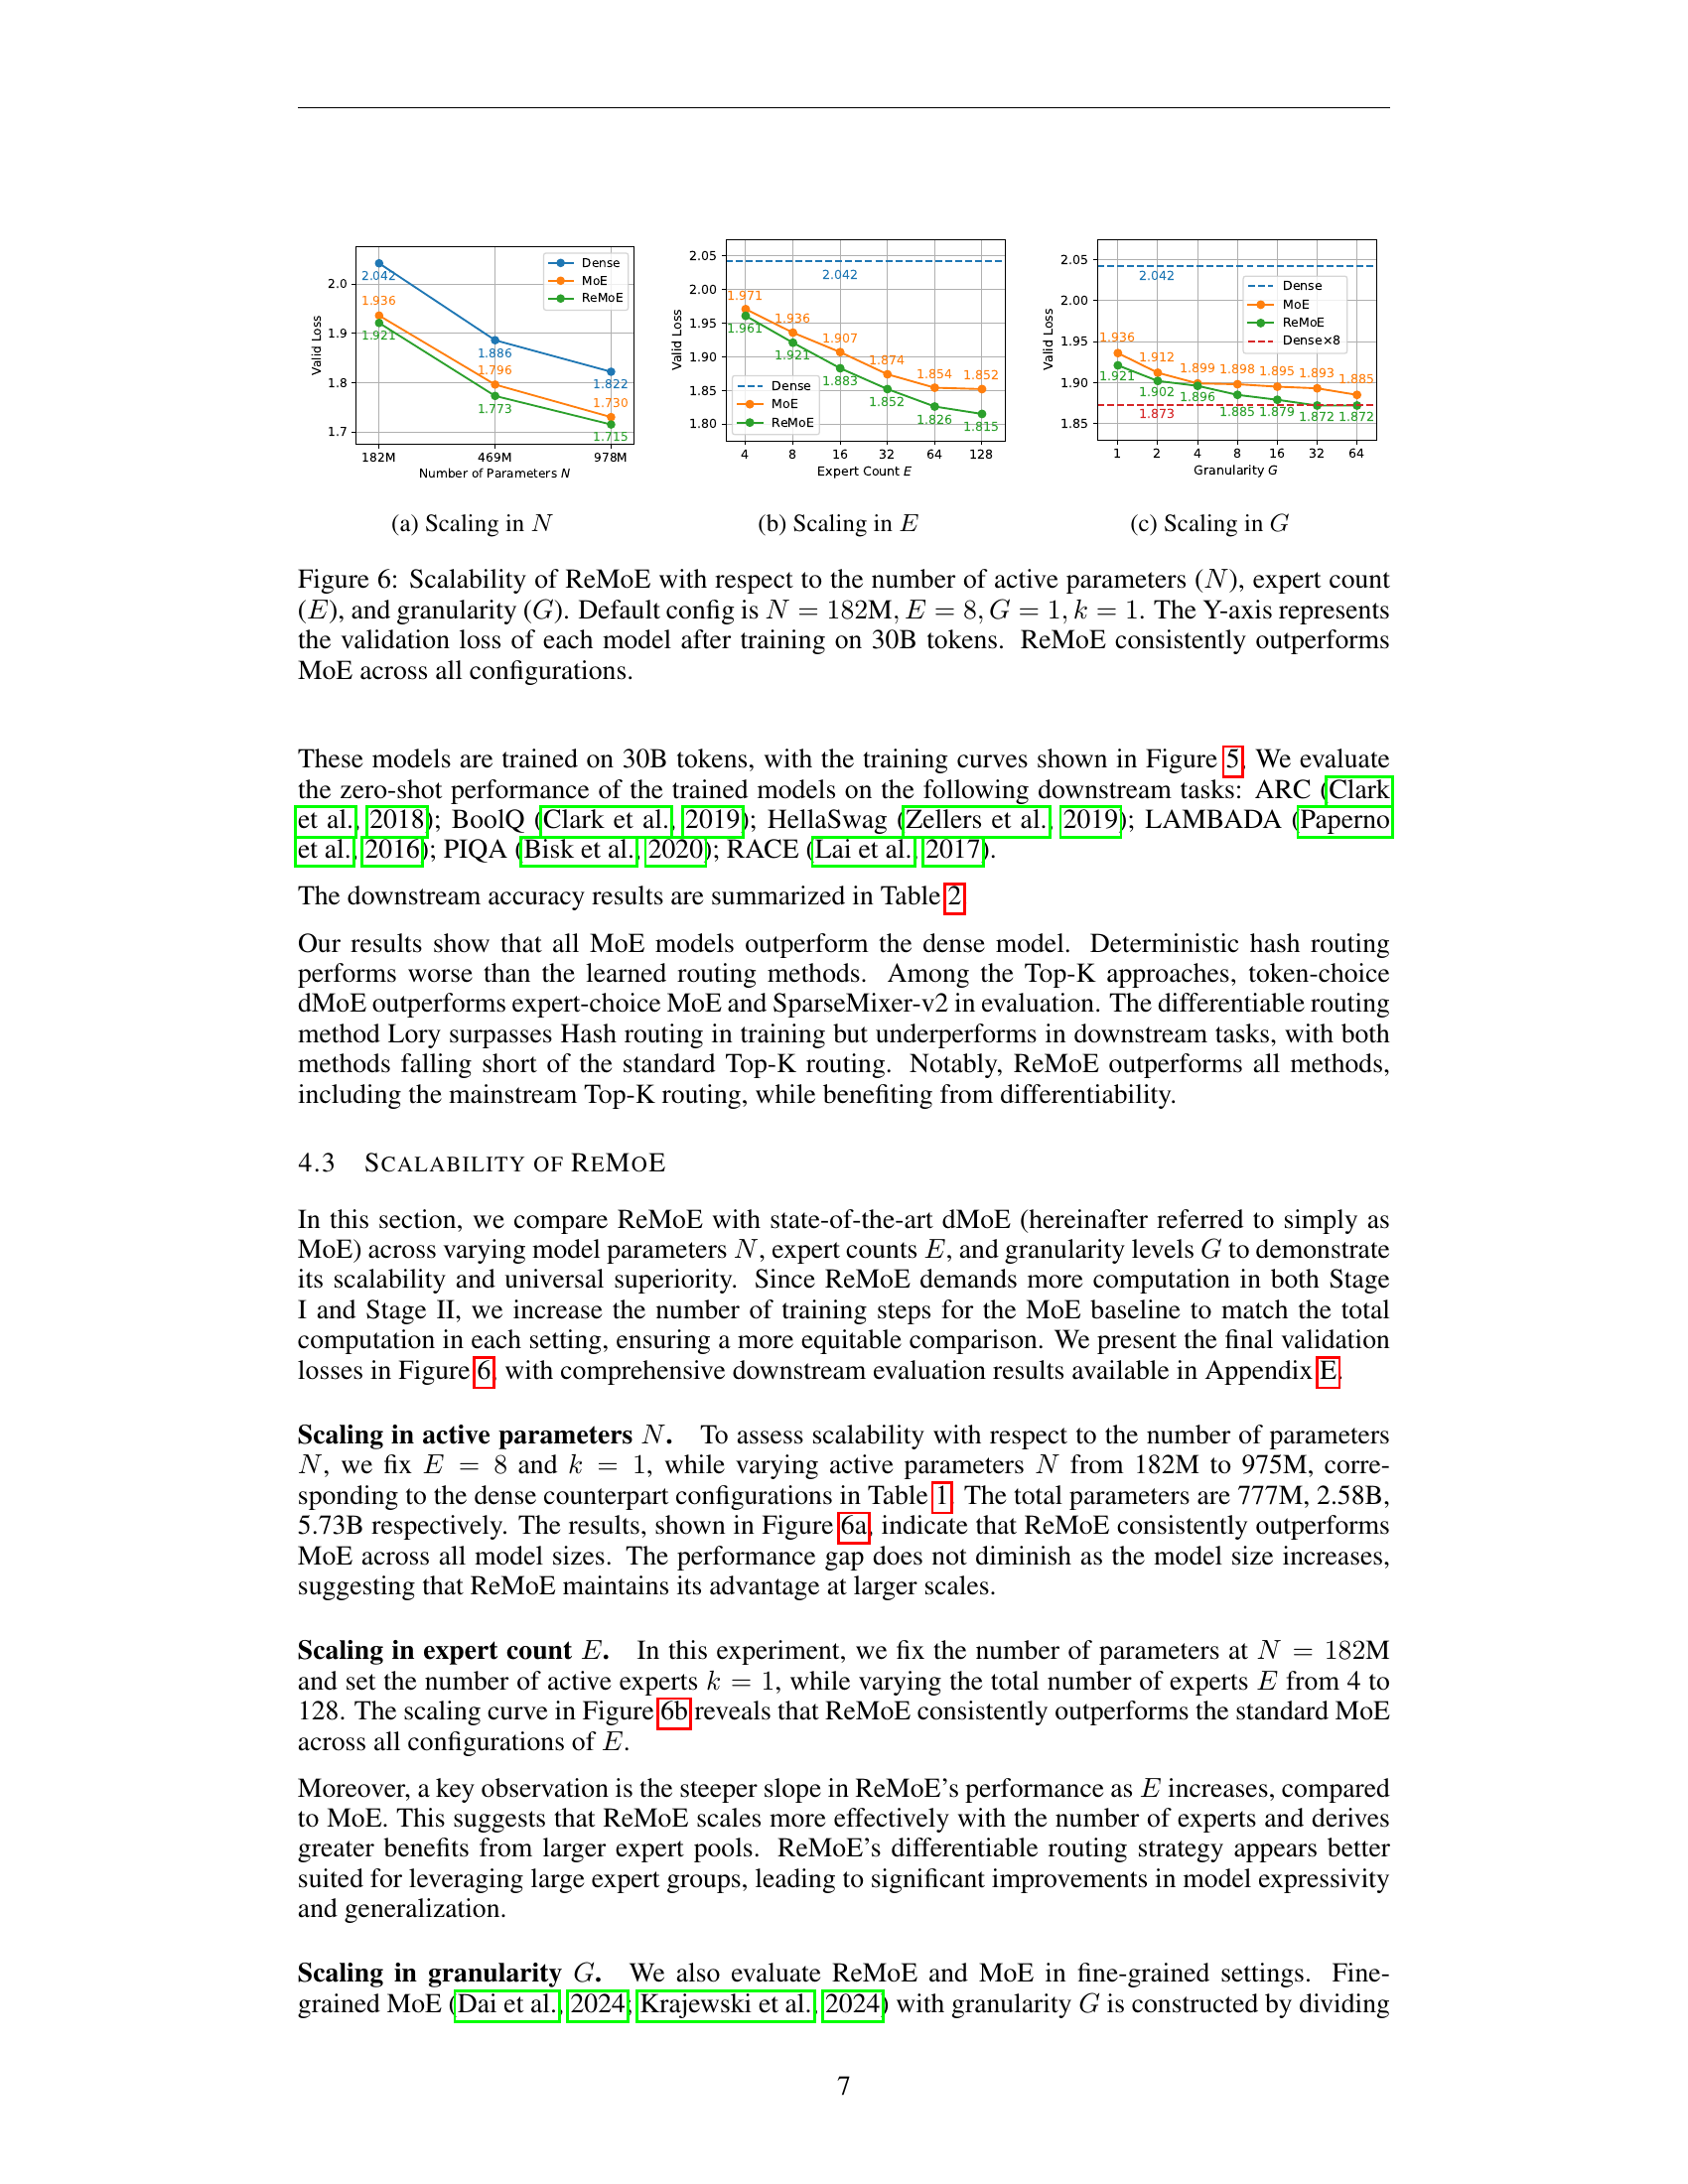 2.0
1.9
1.8
1.7
Valid Loss
2.042
1.886
1.822
1.936
1.796
1.730
1.921
1.773
1.715
Dense
MoE
ReMoE
182M 469M 978M
Number of Parameters N
2.05
2.00
1.95
1.90
1.85
1.80
Valid Loss
2.042
1.971
1.936
1.907
1.874
1.854
1.852
1.961
1.921
1.883
1.852
1.826
1.815
Dense
MoE
ReMoE
4 8 16 32 64 128
Expert Count E
2.05
2.00
1.95
1.90
1.85
Valid Loss
2.042
1.936
1.912
1.899 1.898 1.895 1.893 1.885
1.921
1.902 1.896
1.885 1.879 1.872 1.872
1.873
Dense
MoE
ReMoE
Dense×8
1 2 4 8 16 32 64
Granularity G
(a) Scaling in N
(b) Scaling in E
(c) Scaling in G
Figure 6: Scalability of ReMoE with respect to the number of active parameters (N), expert count
(E), and granularity (G). Default config is N = 182M, E = 8, G = 1, k = 1. The Y-axis represents
the validation loss of each model after training on 30B tokens. ReMoE consistently outperforms
MoE across all configurations.
These models are trained on 30B tokens, with the training curves shown in Figure 5. We evaluate
the zero-shot performance of the trained models on the following downstream tasks: ARC (Clark
et al., 2018); BoolQ (Clark et al., 2019); HellaSwag (Zellers et al., 2019); LAMBADA (Paperno
et al., 2016); PIQA (Bisk et al., 2020); RACE (Lai et al., 2017).
The downstream accuracy results are summarized in Table 2.
Our results show that all MoE models outperform the dense model. Deterministic hash routing
performs worse than the learned routing methods. Among the Top-K approaches, token-choice
dMoE outperforms expert-choice MoE and SparseMixer-v2 in evaluation. The differentiable routing
method Lory surpasses Hash routing in training but underperforms in downstream tasks, with both
methods falling short of the standard Top-K routing. Notably, ReMoE outperforms all methods,
including the mainstream Top-K routing, while benefiting from differentiability.
4.3 SCALABILITY OF REMOE
In this section, we compare ReMoE with state-of-the-art dMoE (hereinafter referred to simply as
MoE) across varying model parameters N, expert counts E, and granularity levels G to demonstrate
its scalability and universal superiority. Since ReMoE demands more computation in both Stage
I and Stage II, we increase the number of training steps for the MoE baseline to match the total
computation in each setting, ensuring a more equitable comparison. We present the final validation
losses in Figure 6, with comprehensive downstream evaluation results available in Appendix E.
Scaling in active parameters N. To assess scalability with respect to the number of parameters
N, we fix E = 8 and k = 1, while varying active parameters N from 182M to 975M, corre-
sponding to the dense counterpart configurations in Table 1. The total parameters are 777M, 2.58B,
5.73B respectively. The results, shown in Figure 6a, indicate that ReMoE consistently outperforms
MoE across all model sizes. The performance gap does not diminish as the model size increases,
suggesting that ReMoE maintains its advantage at larger scales.
Scaling in expert count E. In this experiment, we fix the number of parameters at N = 182M
and set the number of active experts k = 1, while varying the total number of experts E from 4 to
128. The scaling curve in Figure 6b reveals that ReMoE consistently outperforms the standard MoE
across all configurations of E.
Moreover, a key observation is the steeper slope in ReMoE's performance as E increases, compared
to MoE. This suggests that ReMoE scales more effectively with the number of experts and derives
greater benefits from larger expert pools. ReMoE's differentiable routing strategy appears better
suited for leveraging large expert groups, leading to significant improvements in model expressivity
and generalization.
Scaling in granularity G. We also evaluate ReMoE and MoE in fine-grained settings. Fine-
grained MoE (Dai et al., 2024; Krajewski et al., 2024) with granularity G is constructed by dividing
7